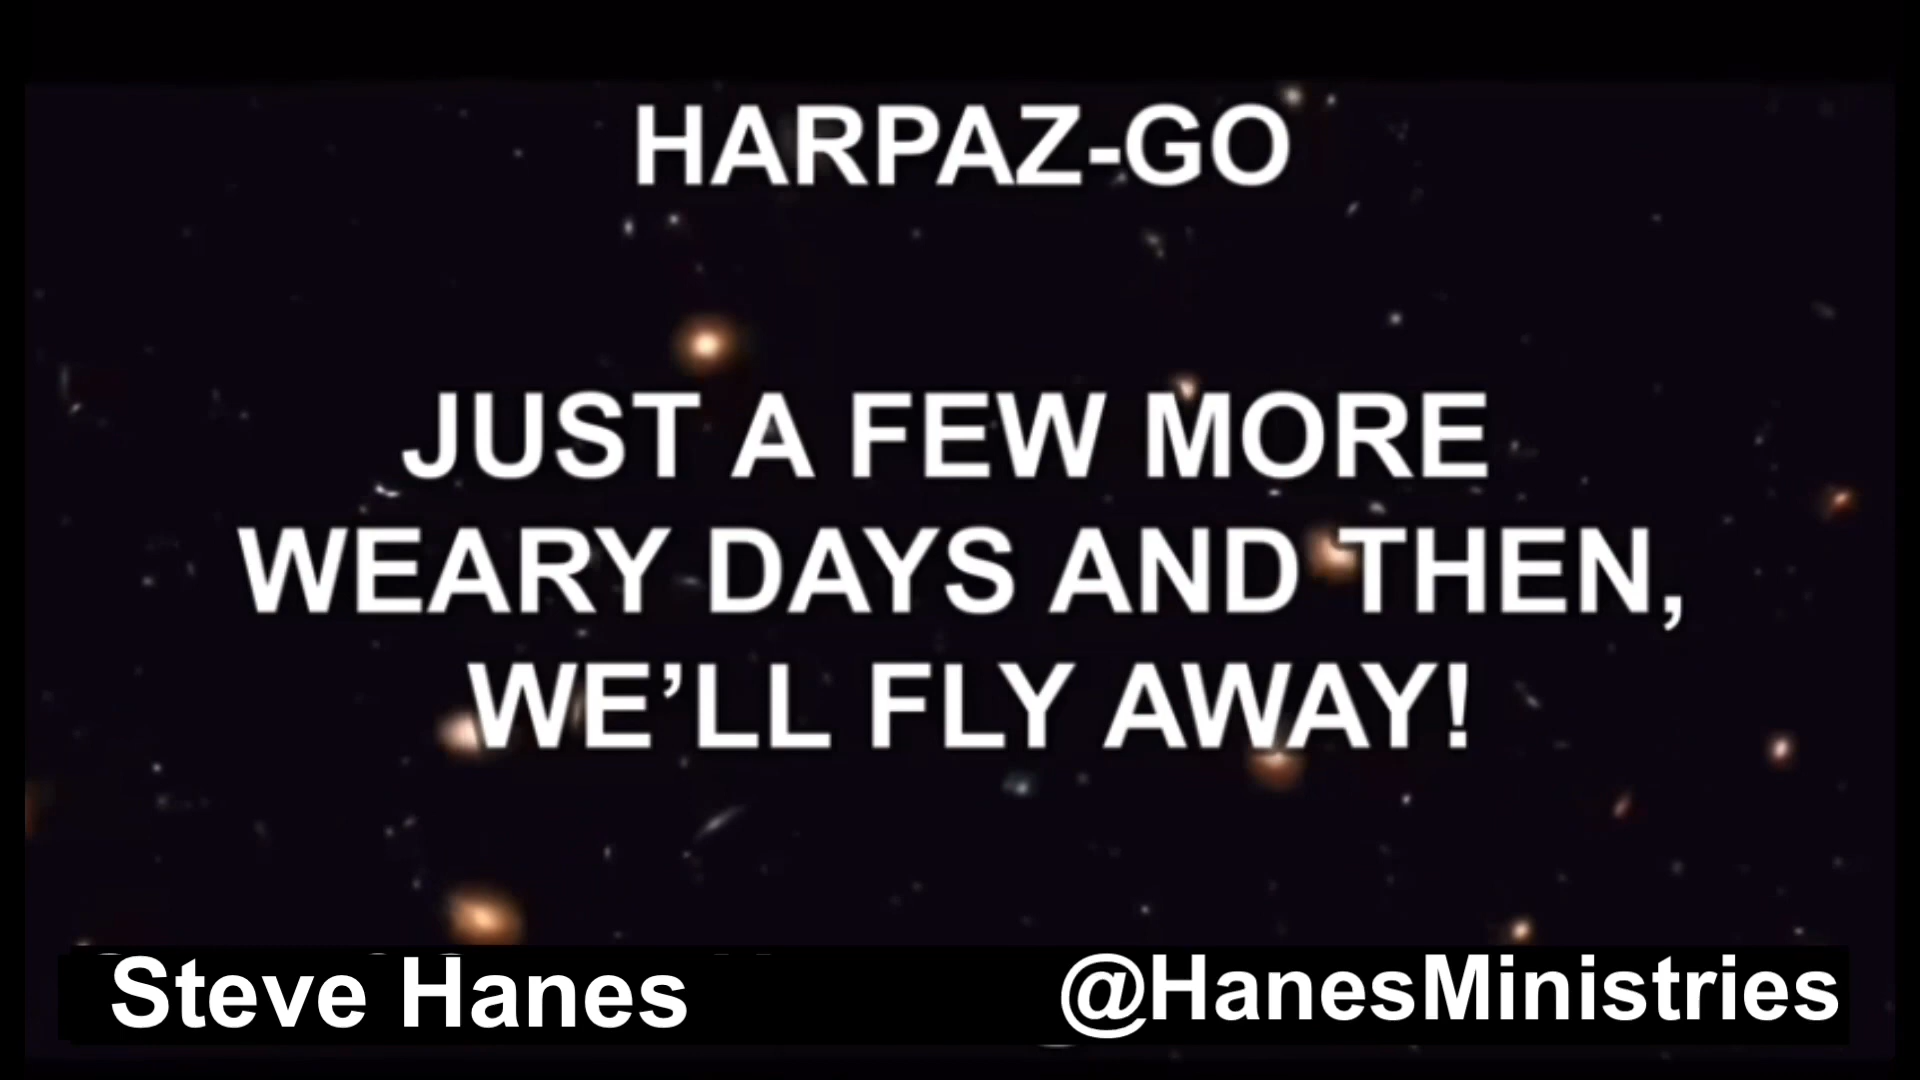 HARPAZ-GO
JUST A FEW MORE
WEARY DAYS AND THEN,
WE’LL FLY AWAY!
Steve Hanes
@HanesMinistries